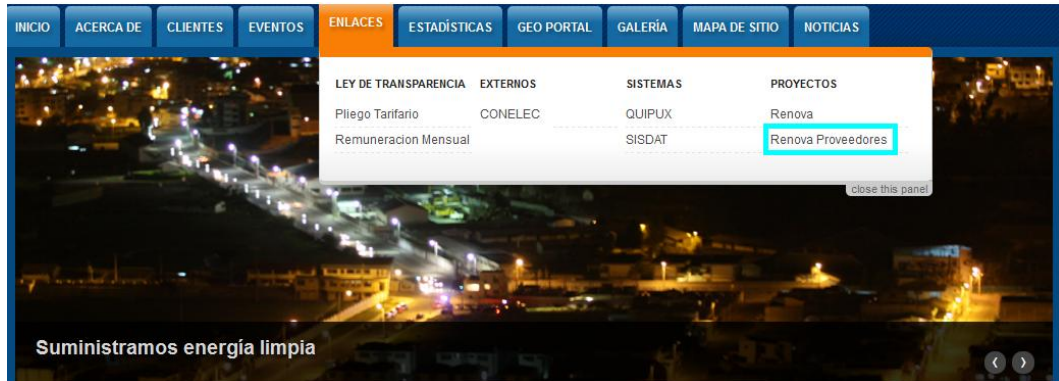 INICIO ACERCA DE CLIENTES EVENTOS ENLACES ESTADÍSTICAS GEO PORTAL GALERÍA MAPA DE SITIO NOTICIAS
LEY DE TRANSPARENCIA EXTERNOS SISTEMAS PROYECTOS
Pliego Tarifario CONELEC QUIPUX Renova
Remuneracion Mensual SISDAT Renova Proveedores
close this panel
Suministramos energía limpia